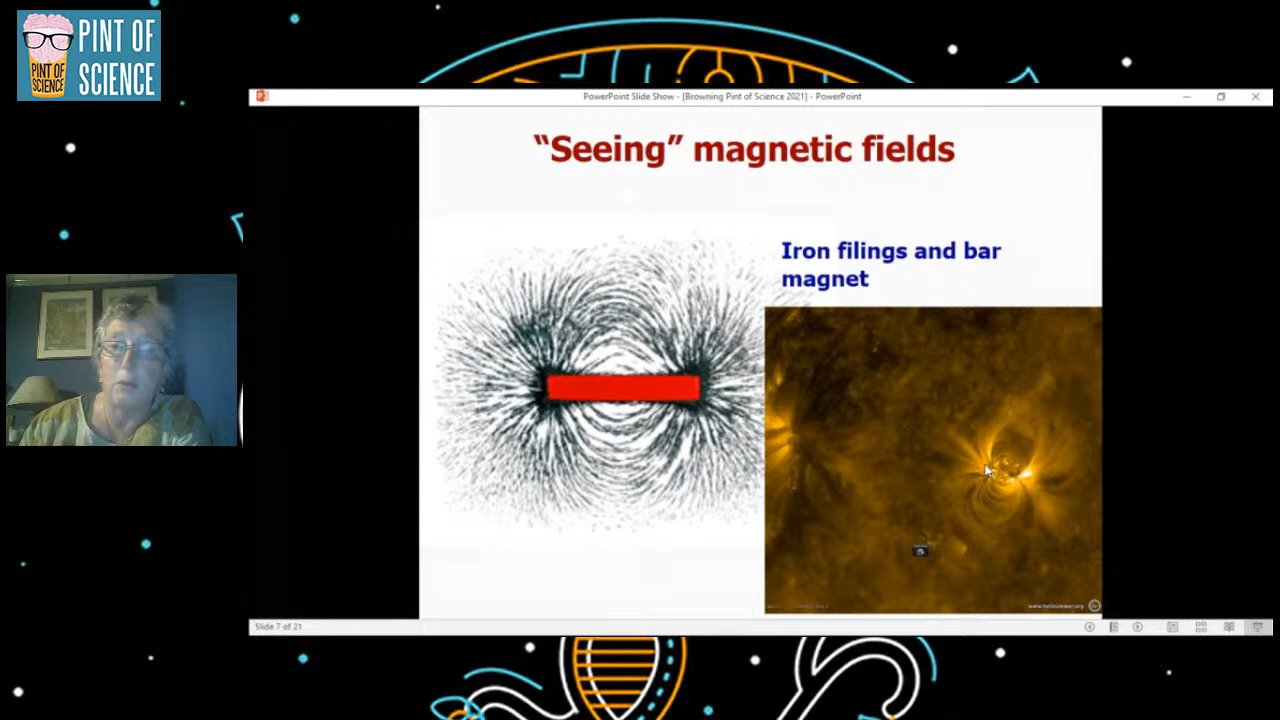 PINT OF
SCIENCE
PINT OF
SCIENCE
PowerPoint Slide Show - [Browning Pint of Science 2021] - PowerPoint
“Seeing” magnetic fields
Iron filings and bar
magnet
www.helioviewer.org
Slide 7 of 21